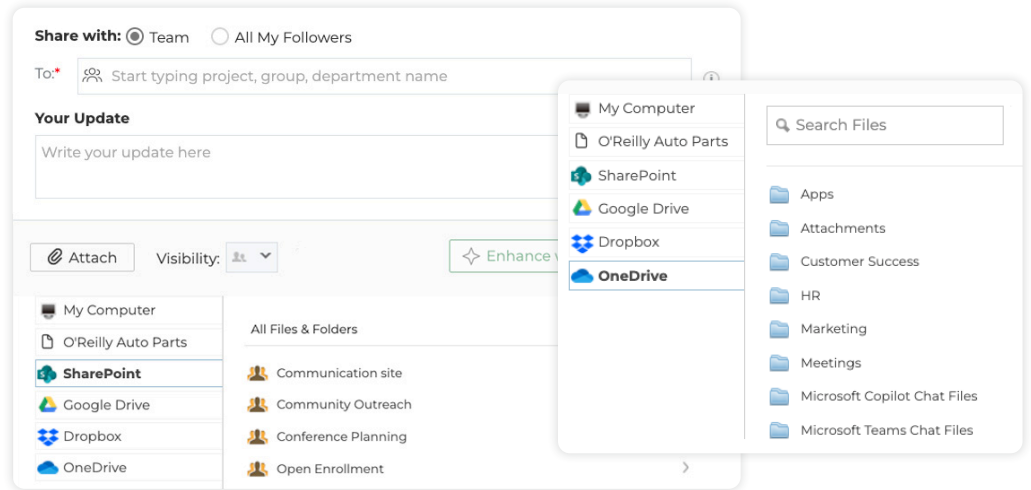 Share with: Team All My Followers
To:* Start typing project, group, department name
Your Update
Write your update here
Attach Visibility: Enhance
My Computer
O'Reilly Auto Parts
SharePoint
Google Drive
Dropbox
OneDrive
All Files & Folders
Communication site
Community Outreach
Conference Planning
Open Enrollment
My Computer
O'Reilly Auto Parts
SharePoint
Google Drive
Dropbox
OneDrive
Search Files
Apps
Attachments
Customer Success
HR
Marketing
Meetings
Microsoft Copilot Chat Files
Microsoft Teams Chat Files